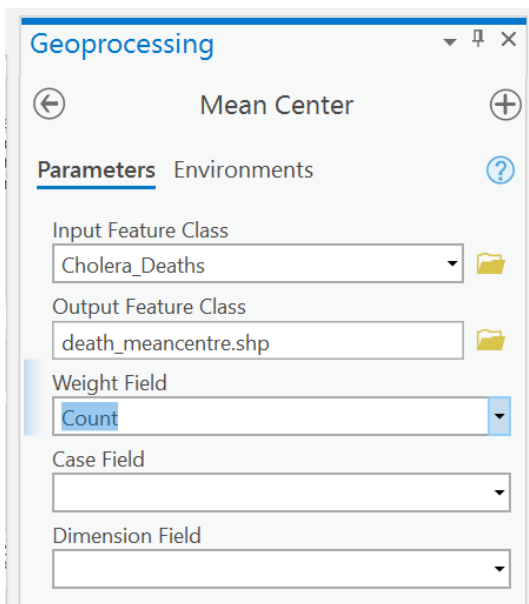 Geoprocessing
Mean Center
Parameters Environments
Input Feature Class
Cholera_Deaths
Output Feature Class
death_meancentre.shp
Weight Field
Count
Case Field
Dimension Field